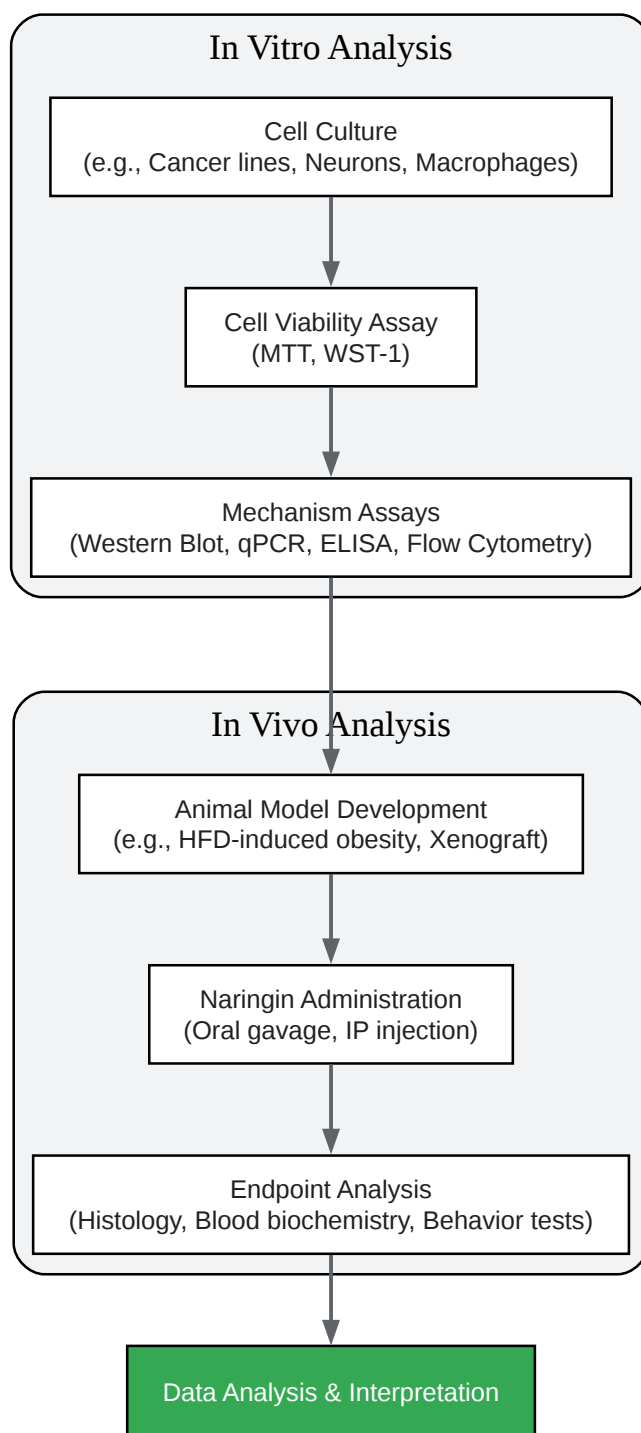 In Vitro Analysis
Cell Culture
(e.g., Cancer lines, Neurons, Macrophages)
Cell Viability Assay
(MTT, WST-1)
Mechanism Assays
(Western Blot, qPCR, ELISA, Flow Cytometry)
In Vivo Analysis
Animal Model Development
(e.g., HFD-induced obesity, Xenograft)
Naringin Administration
(Oral gavage, IP injection)
Endpoint Analysis
(Histology, Blood biochemistry, Behavior tests)
Data Analysis & Interpretation